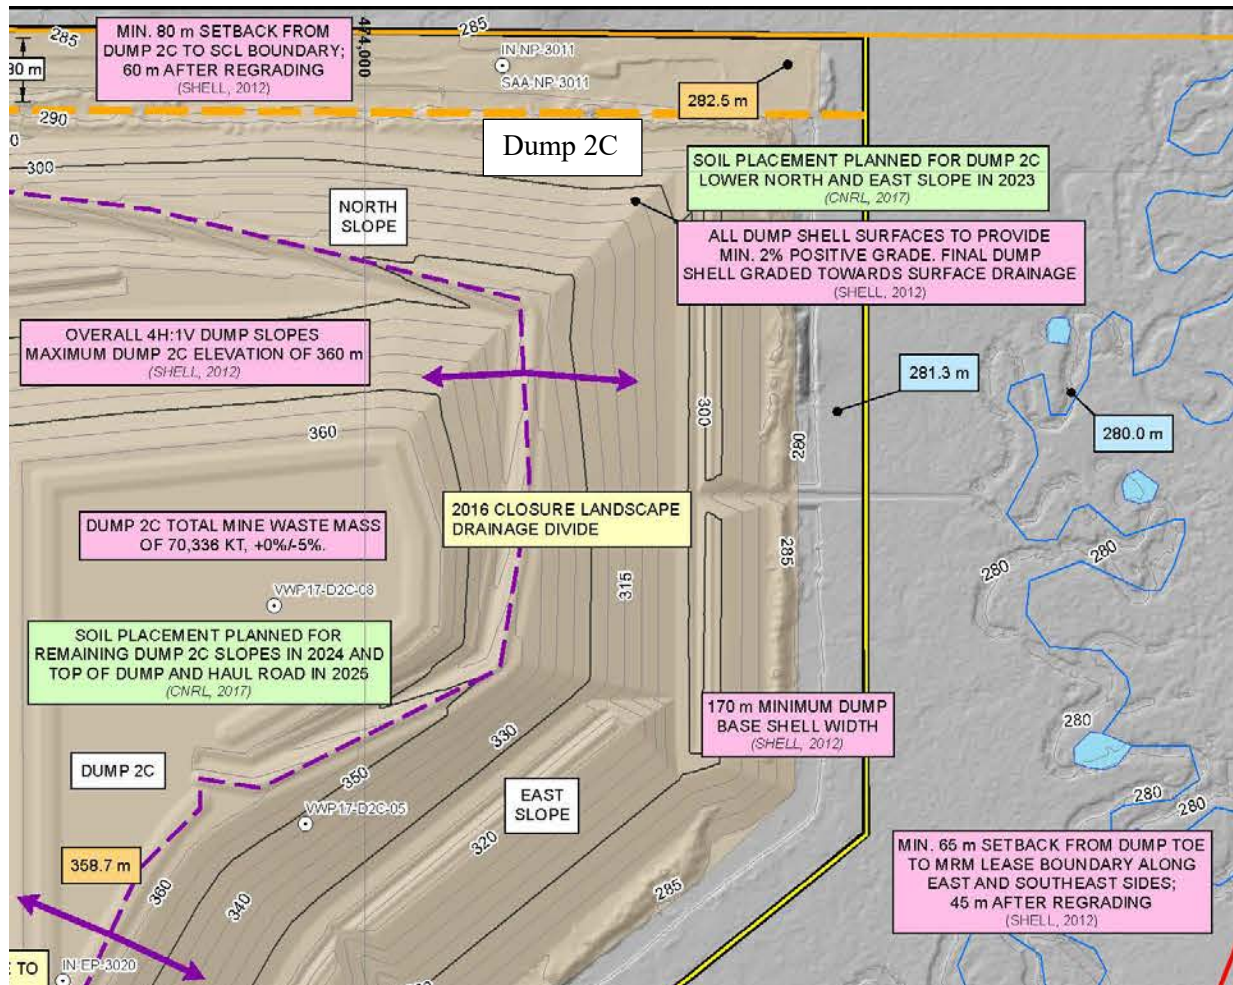 285
285
MIN. 80 m SETBACK FROM
DUMP 2C TO SCL BOUNDARY;
60 m AFTER REGRADING
(SHELL, 2012)
474,000
IN-NP-3011
SAA-NP-3011
282.5 m
290
Dump 2C
300
NORTH
SLOPE
SOIL PLACEMENT PLANNED FOR DUMP 2C
LOWER NORTH AND EAST SLOPE IN 2023
(CNRL, 2017)
ALL DUMP SHELL SURFACES TO PROVIDE
MIN. 2% POSITIVE GRADE. FINAL DUMP
SHELL GRADED TOWARDS SURFACE DRAINAGE
(SHELL, 2012)
OVERALL 4H:1V DUMP SLOPES
MAXIMUM DUMP 2C ELEVATION OF 360 m
(SHELL, 2012)
281.3 m
300
282
280.0 m
360
2016 CLOSURE LANDSCAPE
DRAINAGE DIVIDE
DUMP 2C TOTAL MINE WASTE MASS
OF 70,336 KT, +0%/-5%.
285
280
280
315
VWP17-D2C-08
SOIL PLACEMENT PLANNED FOR
REMAINING DUMP 2C SLOPES IN 2024 AND
TOP OF DUMP AND HAUL ROAD IN 2025
(CNRL, 2017)
170 m MINIMUM DUMP
BASE SHELL WIDTH
(SHELL, 2012)
280
330
DUMP 2C
350
EAST
SLOPE
280
280
VWP17-D2C-05
320
358.7 m
MIN. 65 m SETBACK FROM DUMP TOE
TO MRM LEASE BOUNDARY ALONG
EAST AND SOUTHEAST SIDES;
45 m AFTER REGRADING
(SHELL, 2012)
360
340
285
IN-EP-3020